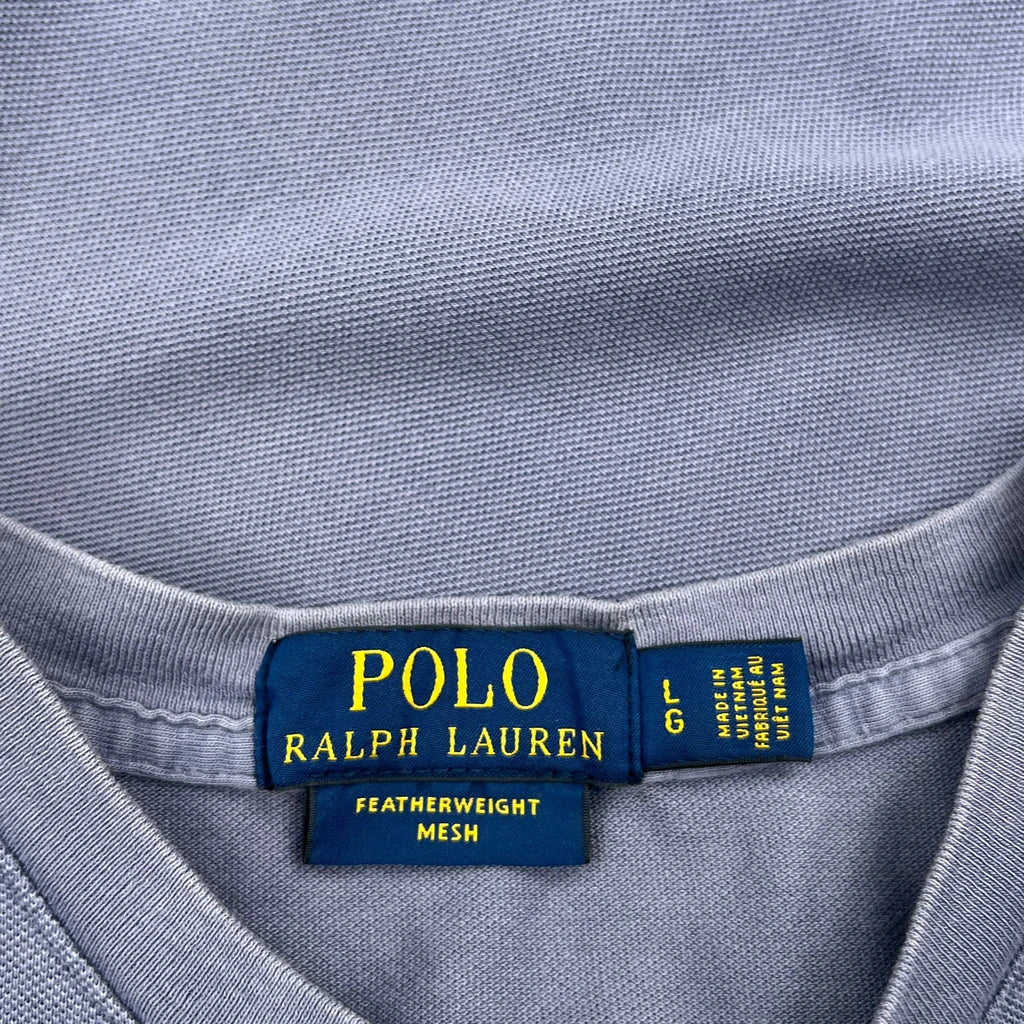 POLO
RALPH LAUREN
FEATHERWEIGHT
MESH
L
G
MADE IN
VIETNAM
FABRIQUÉ AU
VIÊT NAM